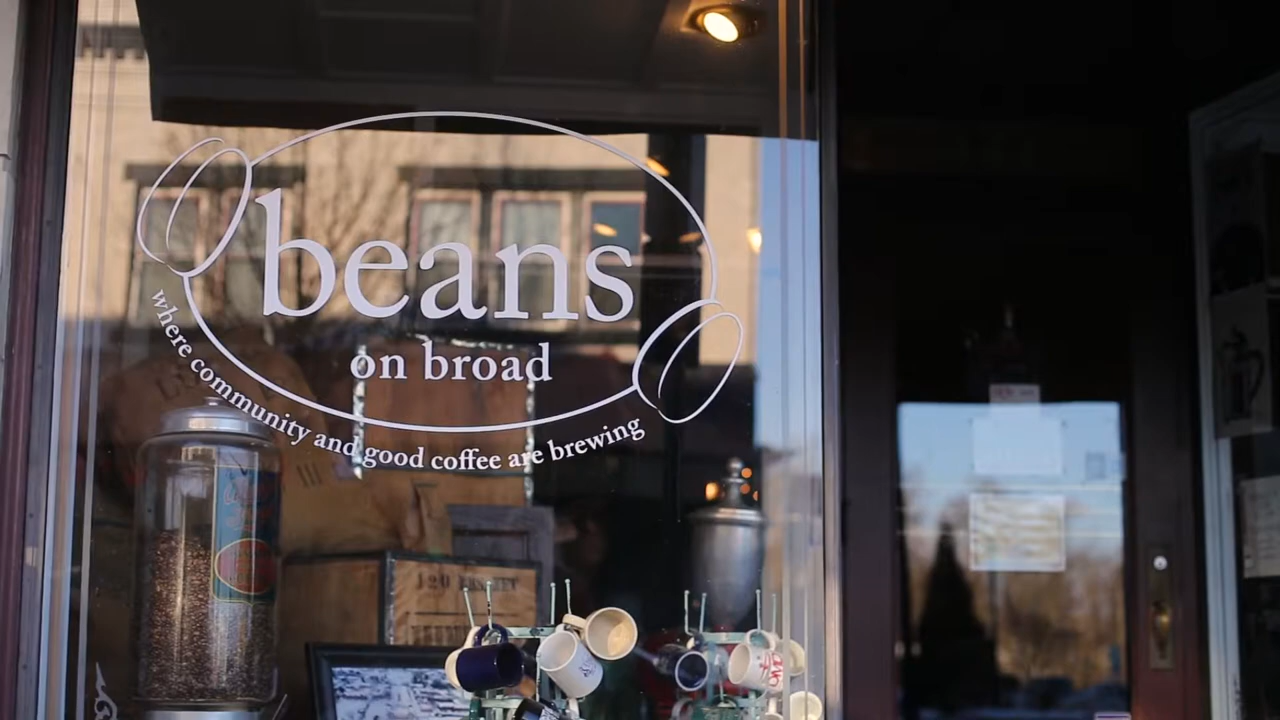 beans
on broad
where community and good coffee are brewing